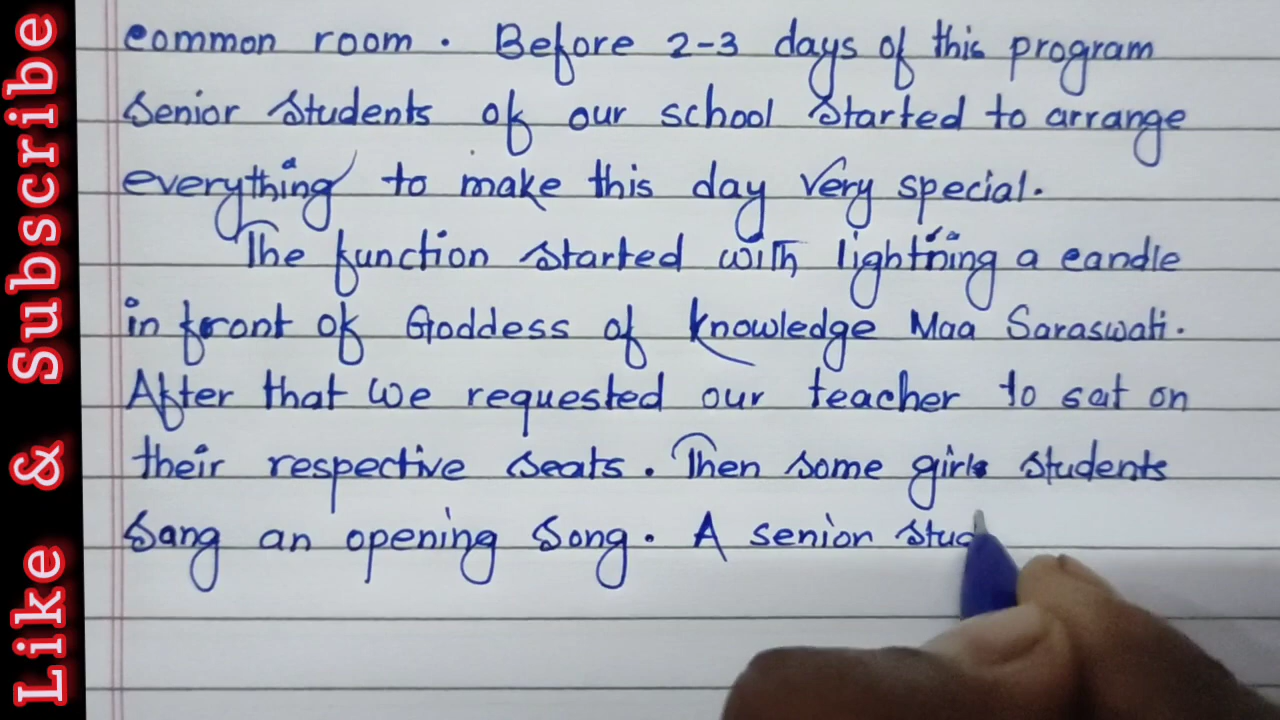 Like & Subscribe
common room. Before 2-3 days of this program
senior students of our school started to arrange
everything to make this day very special.
The function started with lightning a candle
in front of Goddess of knowledge Maa Saraswati.
After that we requested our teacher to sat on
their respective seats. Then some girls students
sang an opening song. A senior stud